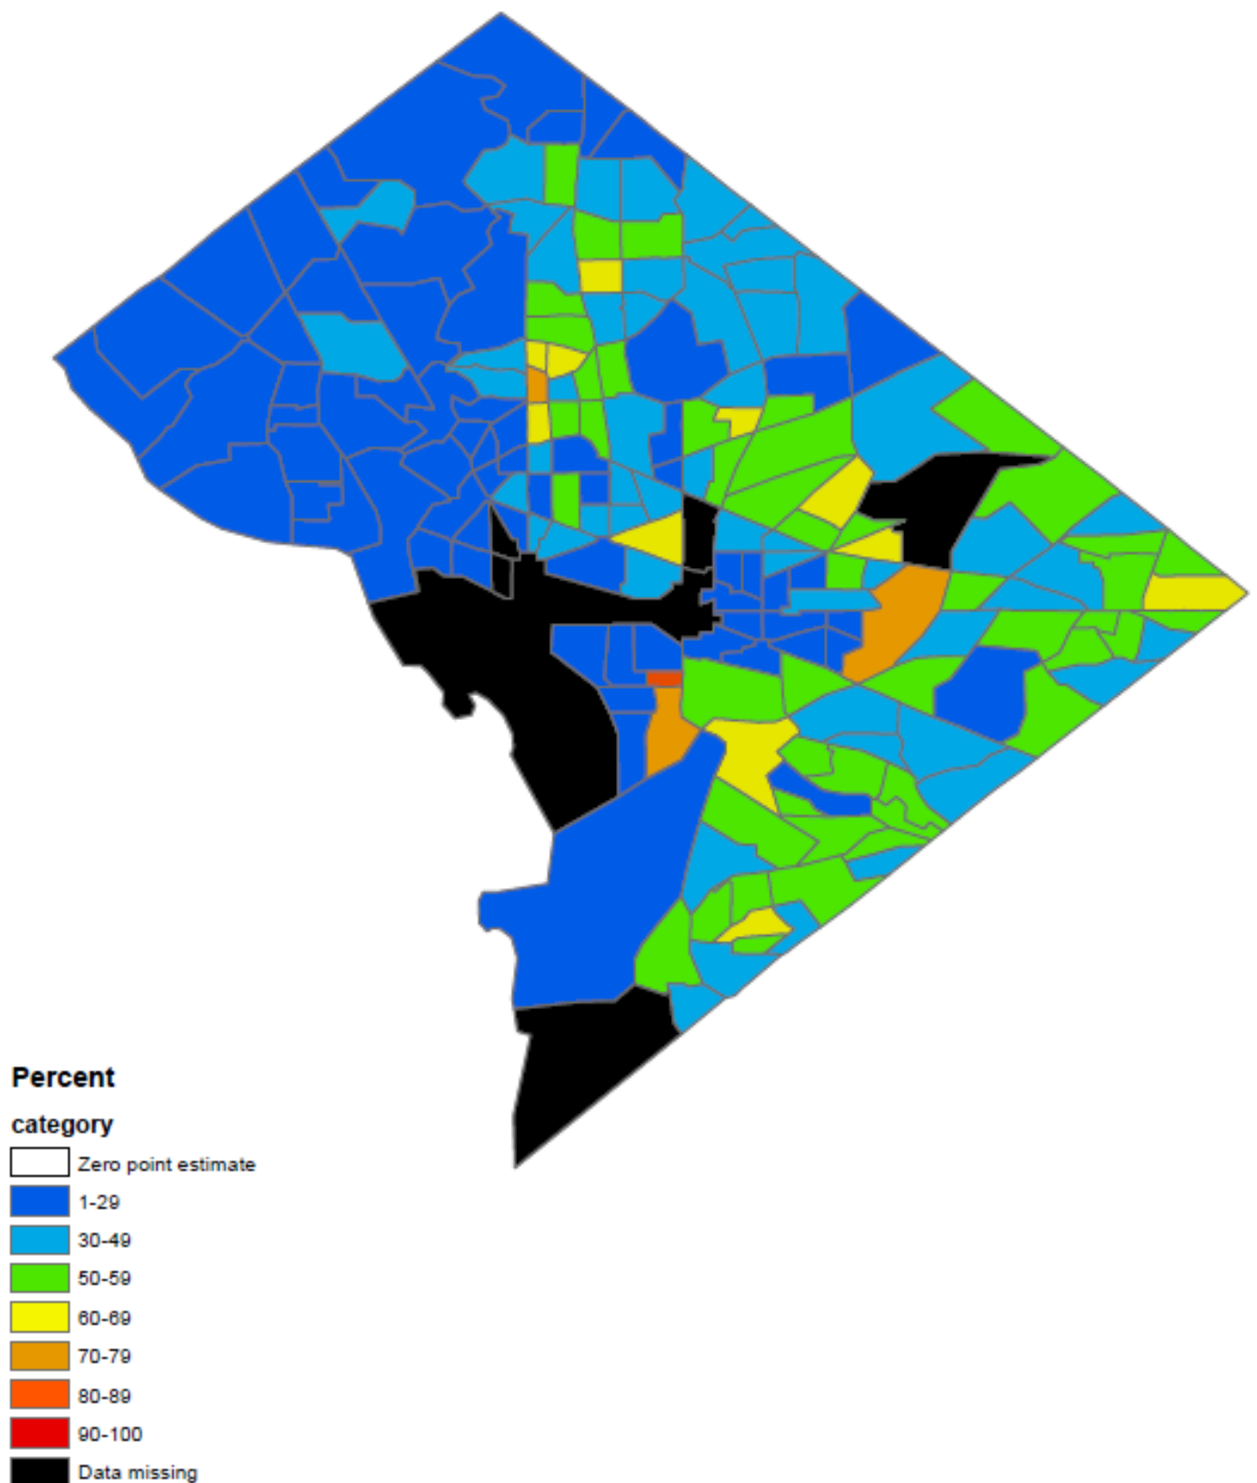 Percent
category
Zero point estimate
1-29
30-49
50-59
60-69
70-79
80-89
90-100
Data missing